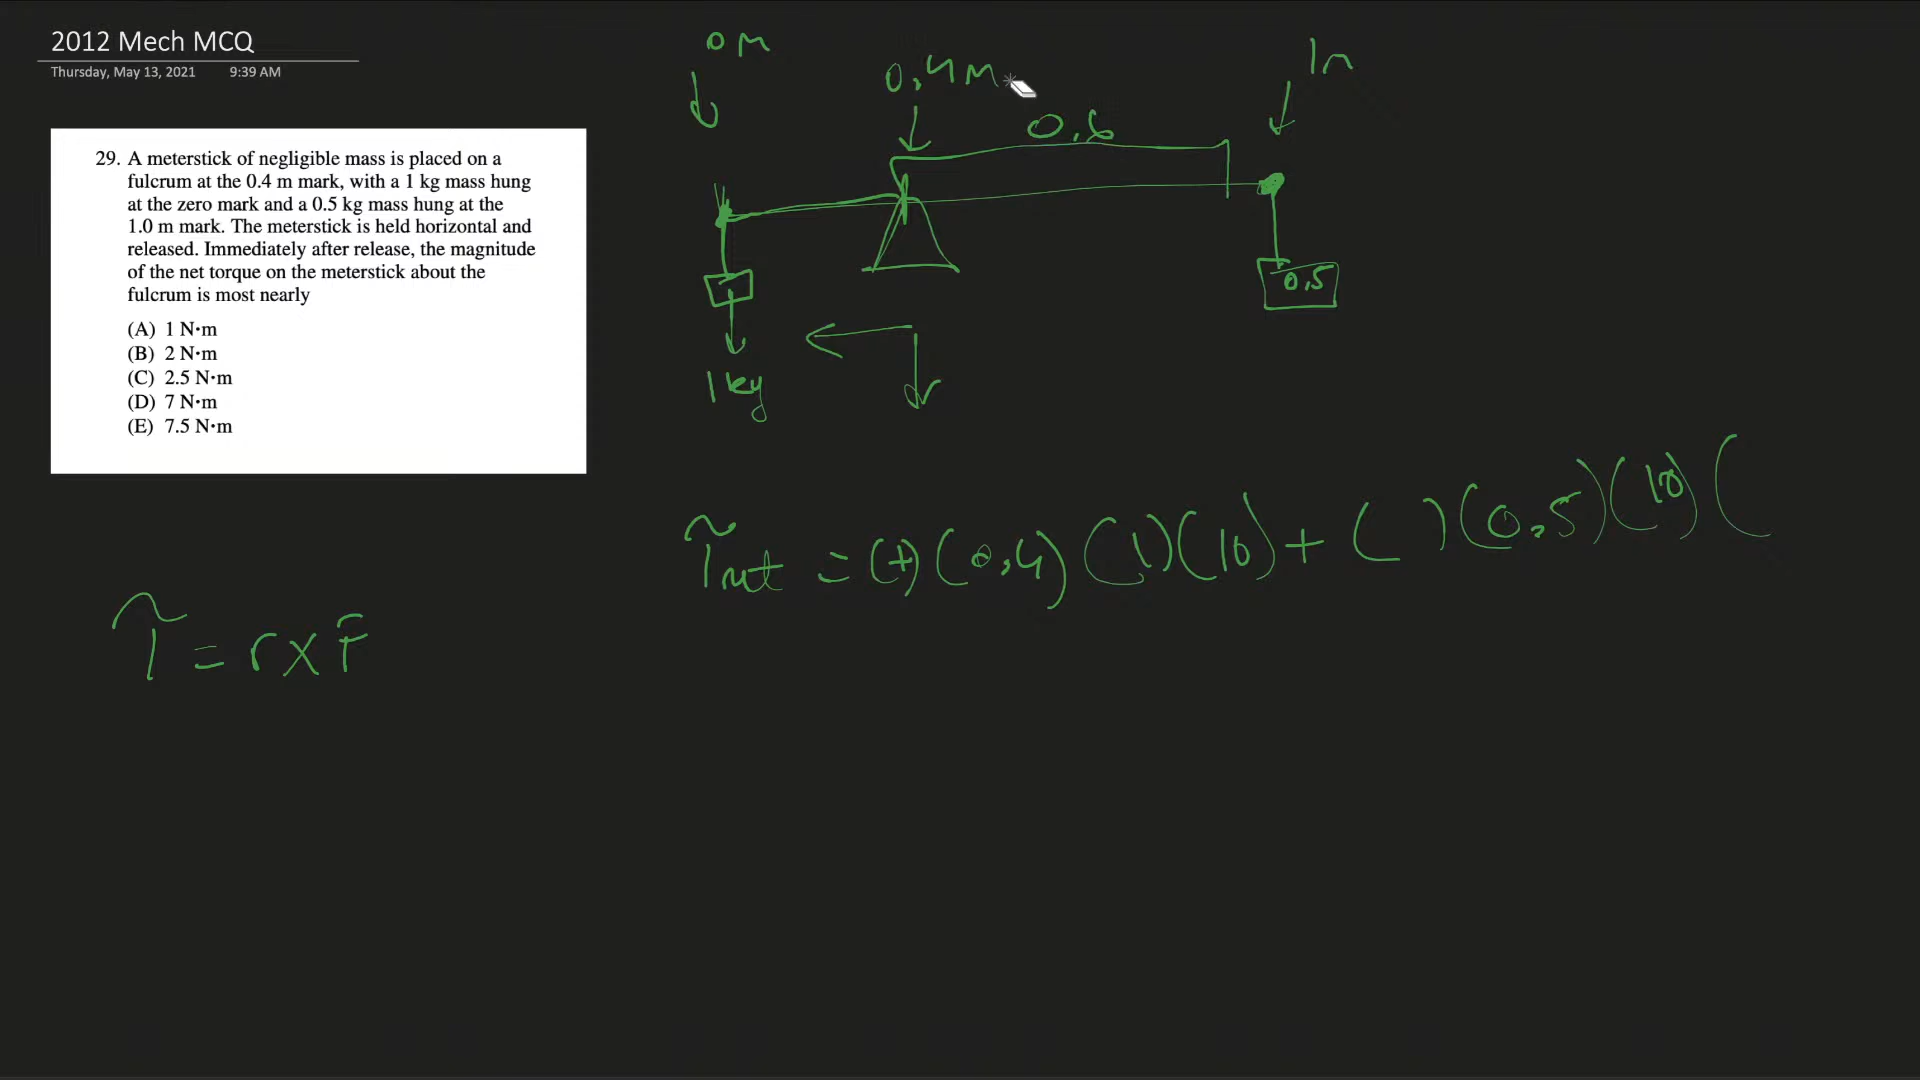 2012 Mech MCQ
Thursday, May 13, 2021 9:39 AM
29. A meterstick of negligible mass is placed on a
fulcrum at the 0.4 m mark, with a 1 kg mass hung
at the zero mark and a 0.5 kg mass hung at the
1.0 m mark. The meterstick is held horizontal and
released. Immediately after release, the magnitude
of the net torque on the meterstick about the
fulcrum is most nearly
(A) 1 N•m
(B) 2 N•m
(C) 2.5 N•m
(D) 7 N•m
(E) 7.5 N•m
0 M
0.4 M
1 m
0.6
0.5
1 kg
τnet = (+)(0.4)(1)(10) + ( )(0.5)(10)(
τ = r x F